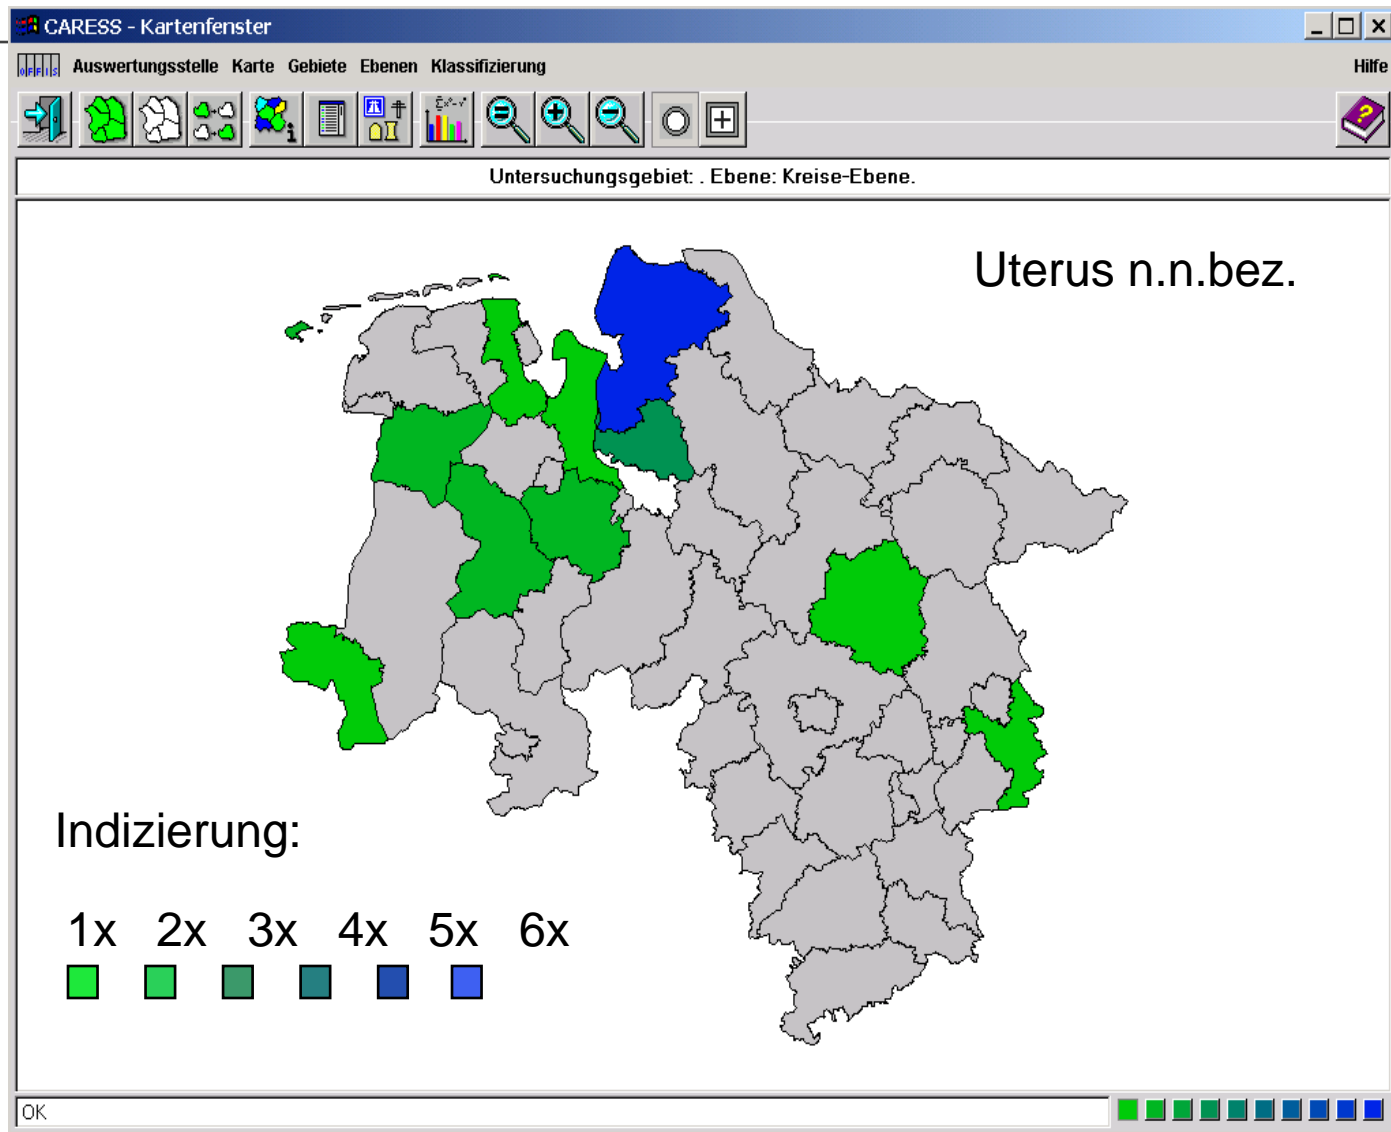 CARESS - Kartenfenster
OFFIS Auswertungsstelle Karte Gebiete Ebenen Klassifizierung Hilfe
Untersuchungsgebiet: . Ebene: Kreise-Ebene.
Uterus n.n.bez.
Indizierung:
1x 2x 3x 4x 5x 6x
OK